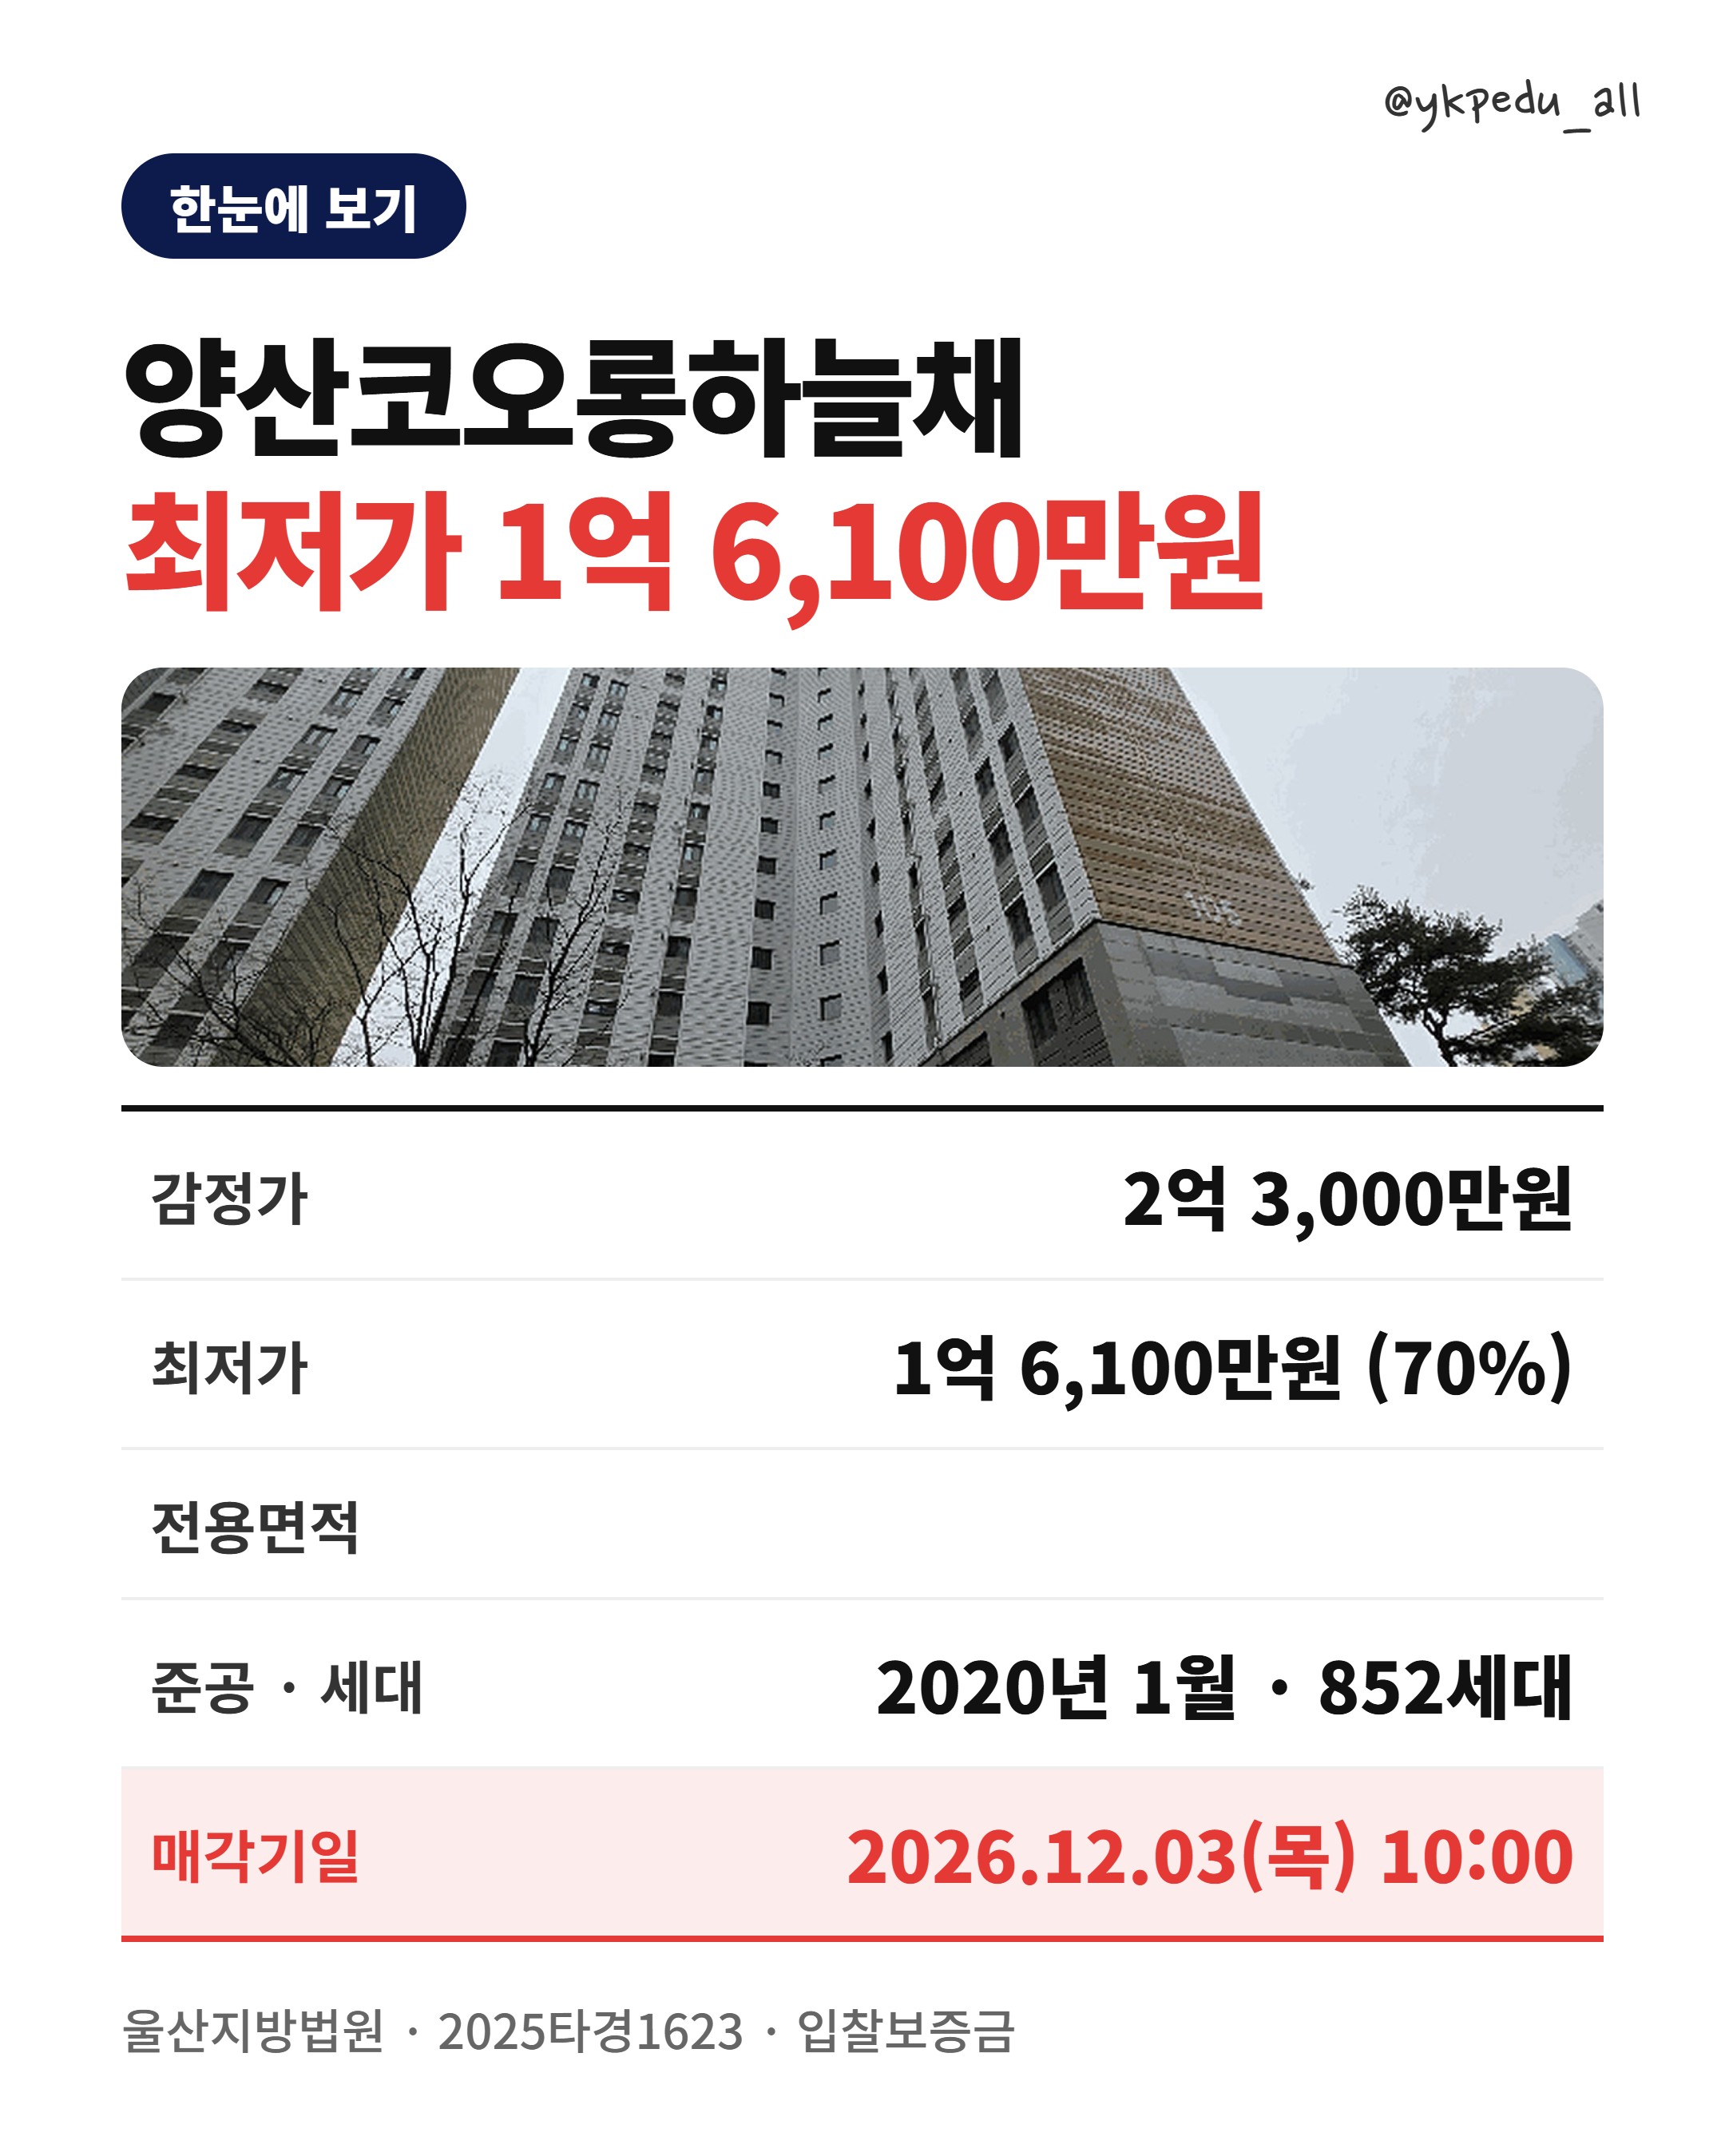 @ykpedu_all
한눈에 보기
양산코오롱하늘채
최저가 1억 6,100만원
감정가 2억 3,000만원
최저가 1억 6,100만원 (70%)
전용면적
준공 · 세대 2020년 1월 · 852세대
매각기일 2026.12.03(목) 10:00
울산지방법원 · 2025타경1623 · 입찰보증금